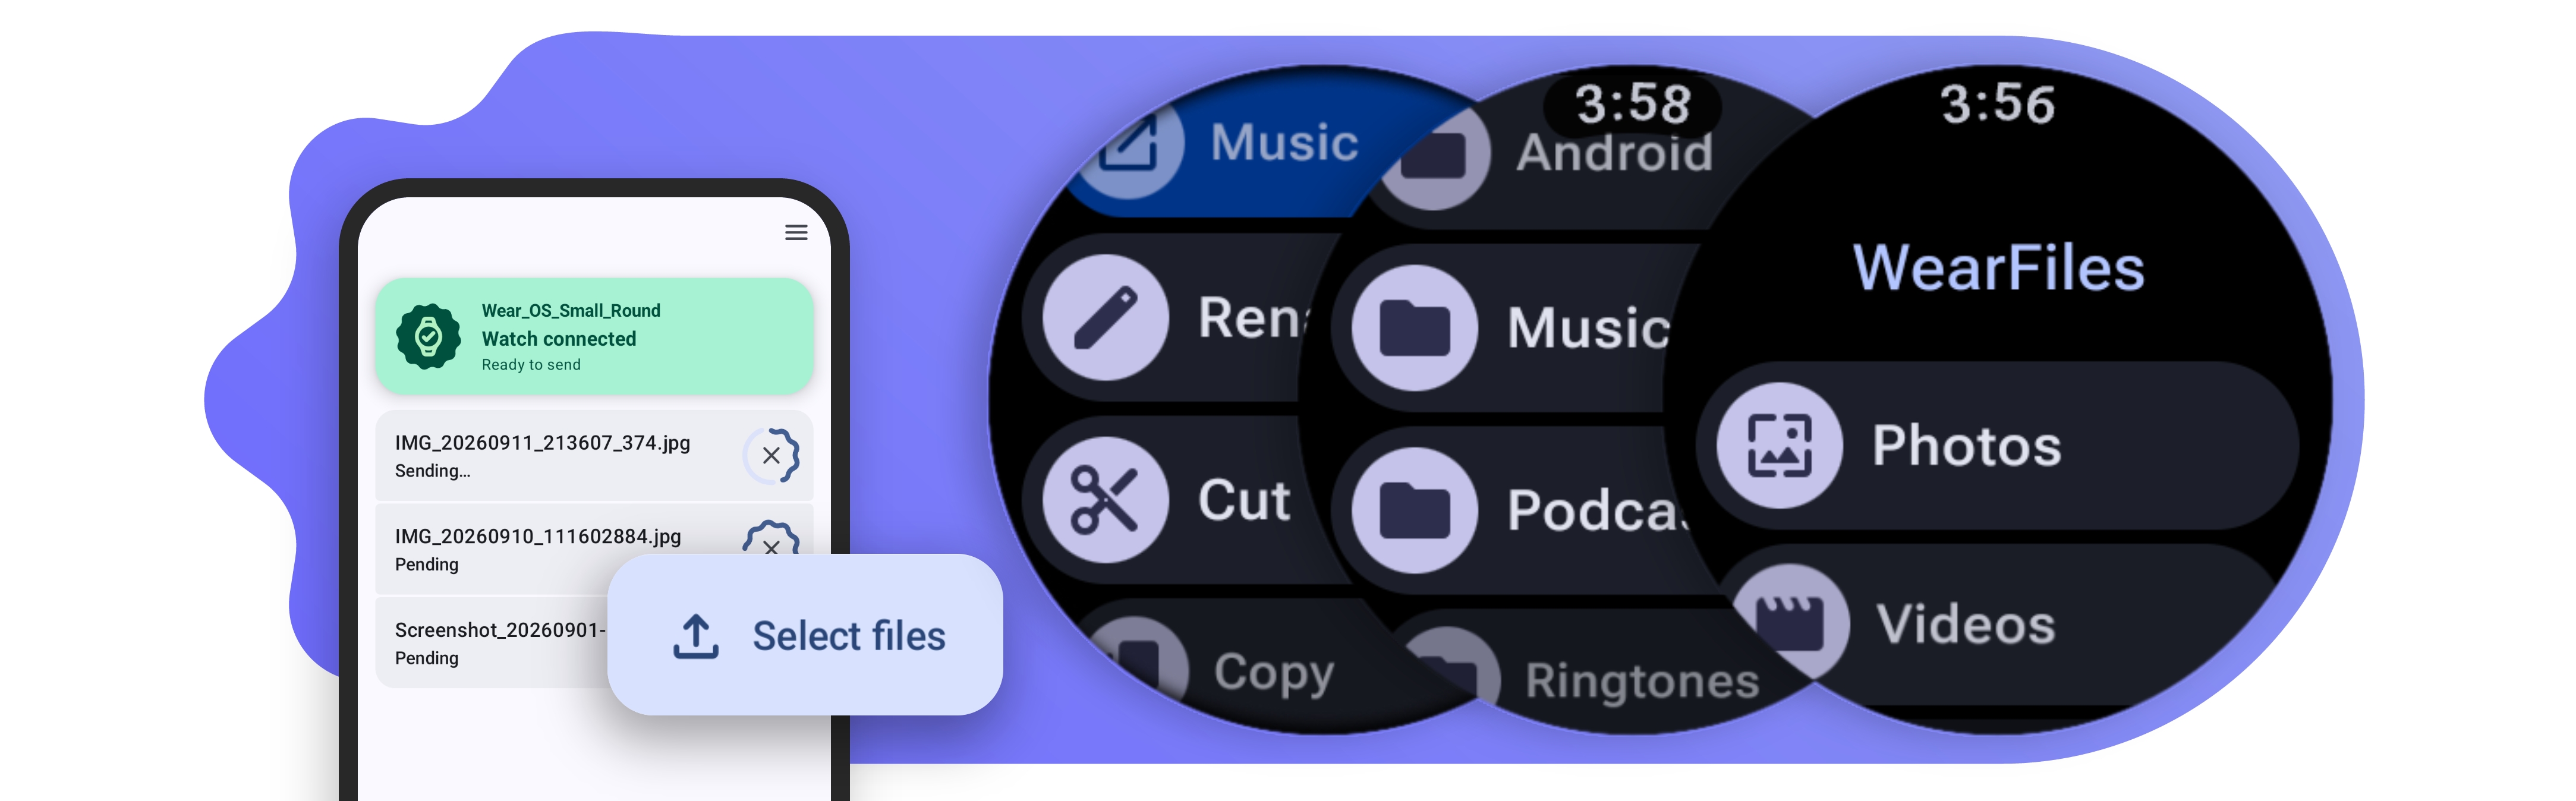 Wear_OS_Small_Round
Watch connected
Ready to send
IMG_20260911_213607_374.jpg
Sending...
IMG_20260910_111602884.jpg
Pending
Screenshot_20260901-
Pending
Select files
Music
Ren
Cut
Copy
3:58
Android
Music
Podca
Ringtones
3:56
WearFiles
Photos
Videos